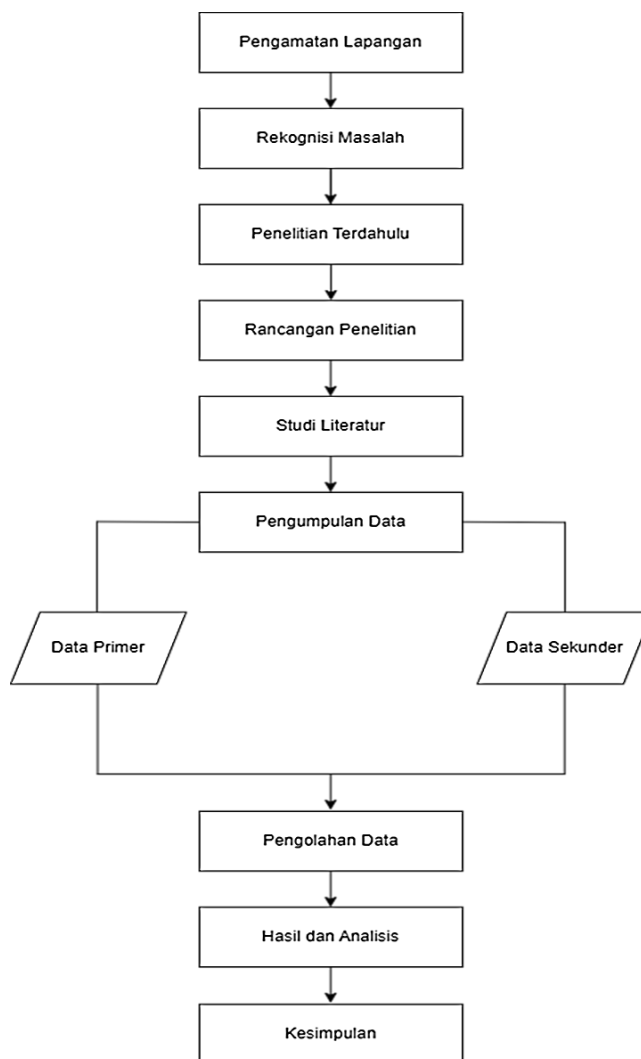 Pengamatan Lapangan
Rekognisi Masalah
Penelitian Terdahulu
Rancangan Penelitian
Studi Literatur
Pengumpulan Data
Data Primer
Data Sekunder
Pengolahan Data
Hasil dan Analisis
Kesimpulan